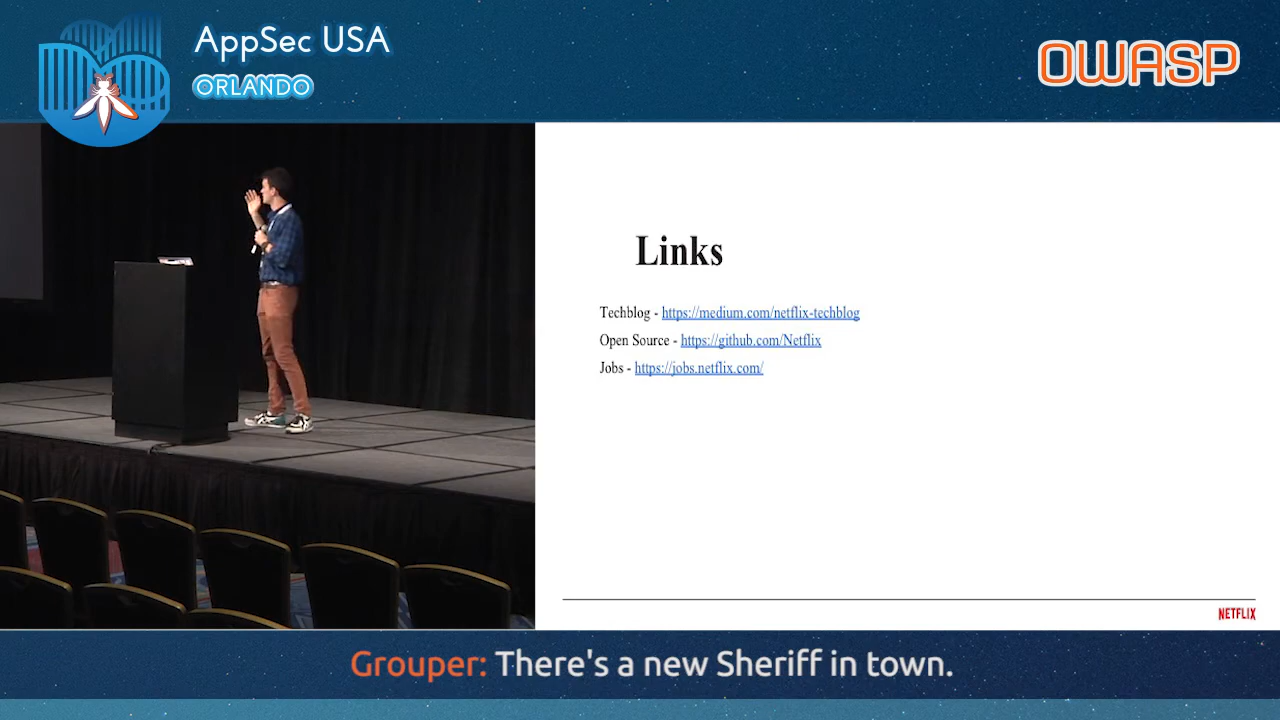 AppSec USA
ORLANDO
OWASP
Links
Techblog - https://medium.com/netflix-techblog
Open Source - https://github.com/Netflix
Jobs - https://jobs.netflix.com/
NETFLIX
Grouper: There's a new Sheriff in town.